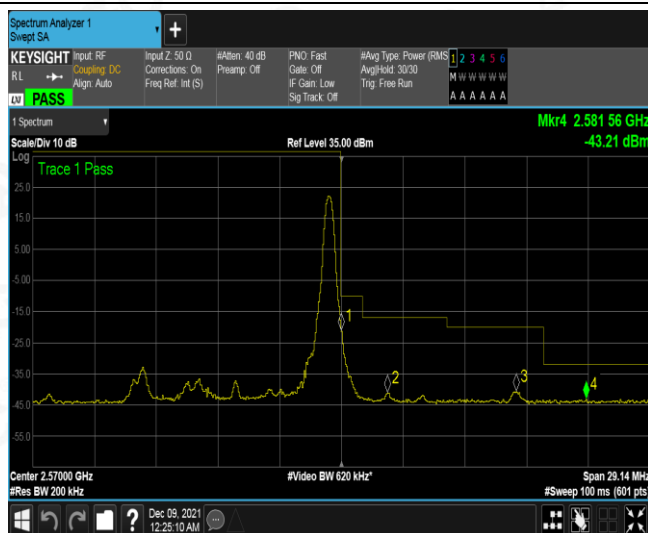 Spectrum Analyzer 1
Swept SA
+
KEYSIGHT
RL
LXI PASS
Input: RF
Coupling: DC
Align: Auto
Input Z: 50 Ω
Corrections: On
Freq Ref: Int (S)
#Atten: 40 dB
Preamp: Off
PNO: Fast
Gate: Off
IF Gain: Low
Sig Track: Off
#Avg Type: Power (RMS
Avg|Hold: 30/30
Trig: Free Run
1 2 3 4 5 6
M W W W W W
A A A A A A
1 Spectrum
Mkr4 2.581 56 GHz
Scale/Div 10 dB
Ref Level 35.00 dBm
-43.21 dBm
Log
Trace 1 Pass
25.0
15.0
5.00
-5.00
-15.0
1
-25.0
-35.0
2
3
4
-45.0
-55.0
Center 2.57000 GHz
#Video BW 620 kHz*
Span 29.14 MHz
#Res BW 200 kHz
#Sweep 100 ms (601 pts)
?
Dec 09, 2021
12:25:10 AM